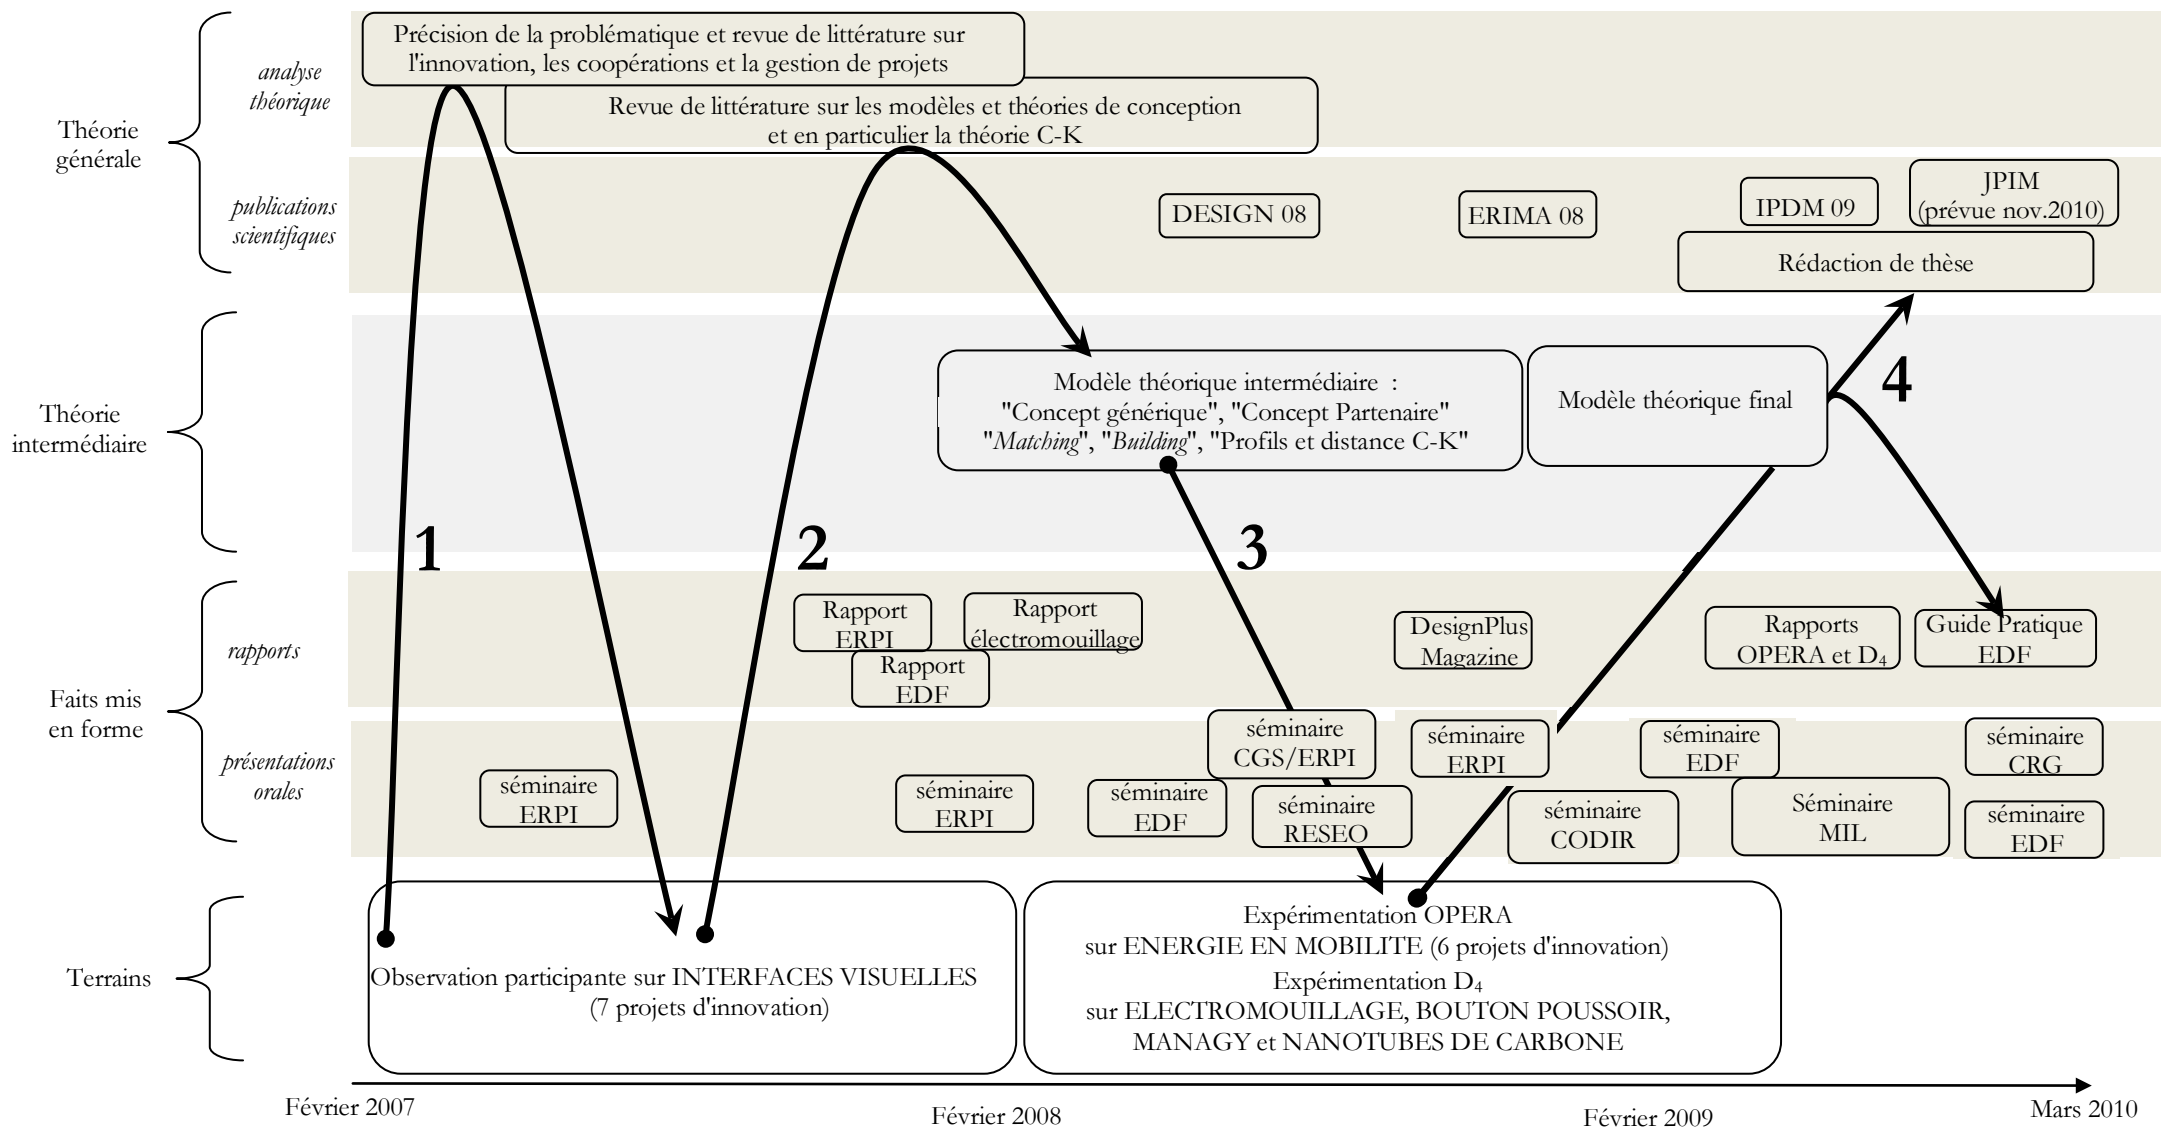 Précision de la problématique et revue de littérature sur
l'innovation, les coopérations et la gestion de projets
analyse
théorique
Revue de littérature sur les modèles et théories de conception
et en particulier la théorie C-K
Théorie
générale
publications
scientifiques
DESIGN 08
ERIMA 08
IPDM 09
JPIM
(prévue nov.2010)
Rédaction de thèse
Théorie
intermédiaire
Modèle théorique intermédiaire :
"Concept générique", "Concept Partenaire"
"Matching", "Building", "Profils et distance C-K"
Modèle théorique final
4
1
2
3
Faits mis
en forme
rapports
Rapport
ERPI
Rapport
électromouillage
Rapport
EDF
DesignPlus
Magazine
Rapports
OPERA et D4
Guide Pratique
EDF
présentations
orales
séminaire
ERPI
séminaire
ERPI
séminaire
EDF
séminaire
CGS/ERPI
séminaire
RESEO
séminaire
ERPI
séminaire
CODIR
séminaire
EDF
Séminaire
MIL
séminaire
CRG
séminaire
EDF
Terrains
Observation participante sur INTERFACES VISUELLES
(7 projets d'innovation)
Expérimentation OPERA
sur ENERGIE EN MOBILITE (6 projets d'innovation)
Expérimentation D4
sur ELECTROMOUILLAGE, BOUTON POUSSOIR,
MANAGY et NANOTUBES DE CARBONE
Février 2007
Février 2008
Février 2009
Mars 2010